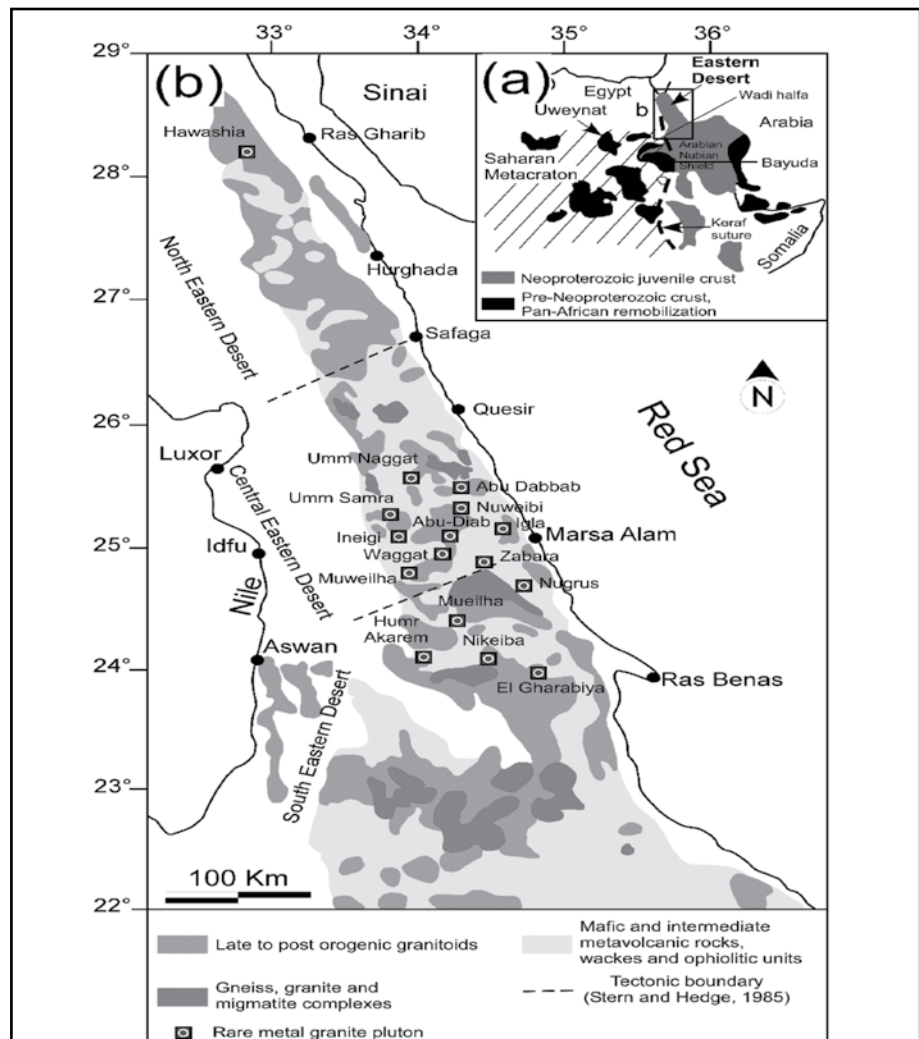 33°
34°
35°
36°
29°
28°
27°
26°
25°
24°
23°
22°
(b)
Sinai
Hawashia
Ras Gharib
Hurghada
North Eastern Desert
Safaga
Quesir
Luxor
Umm Naggat
Abu Dabbab
Umm Samra
Nuweibi
Central Eastern Desert
Abu-Diab
Igla
Ineigi
Marsa Alam
Idfu
Waggat
Zabara
Muweilha
Nugrus
Nile
Mueilha
Humr
Akarem
Nikeiba
Aswan
El Gharabiya
Ras Benas
South Eastern Desert
Red Sea
N
100 Km
(a)
Eastern
Desert
Egypt
b
Wadi halfa
Uweynat
Arabia
Saharan
Metacraton
Arabian
Nubian
Shield
Bayuda
Keraf
suture
Somalia
Neoproterozoic juvenile crust
Pre-Neoproterozoic crust,
Pan-African remobilization
Late to post orogenic granitoids
Gneiss, granite and
migmatite complexes
Rare metal granite pluton
Mafic and intermediate
metavolcanic rocks,
wackes and ophiolitic units
Tectonic boundary
(Stern and Hedge, 1985)